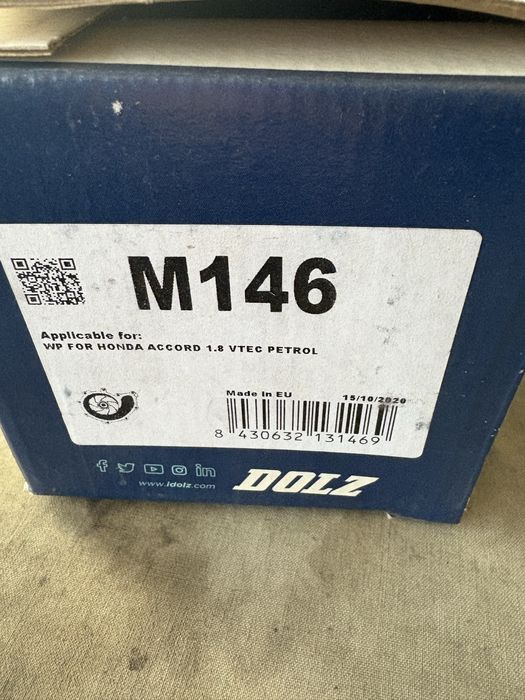 M146
Applicable for:
WP FOR HONDA ACCORD 1.8 VTEC PETROL
Made In EU
15/10/2020
8 430632 131469
www.idolz.com
DOLZ